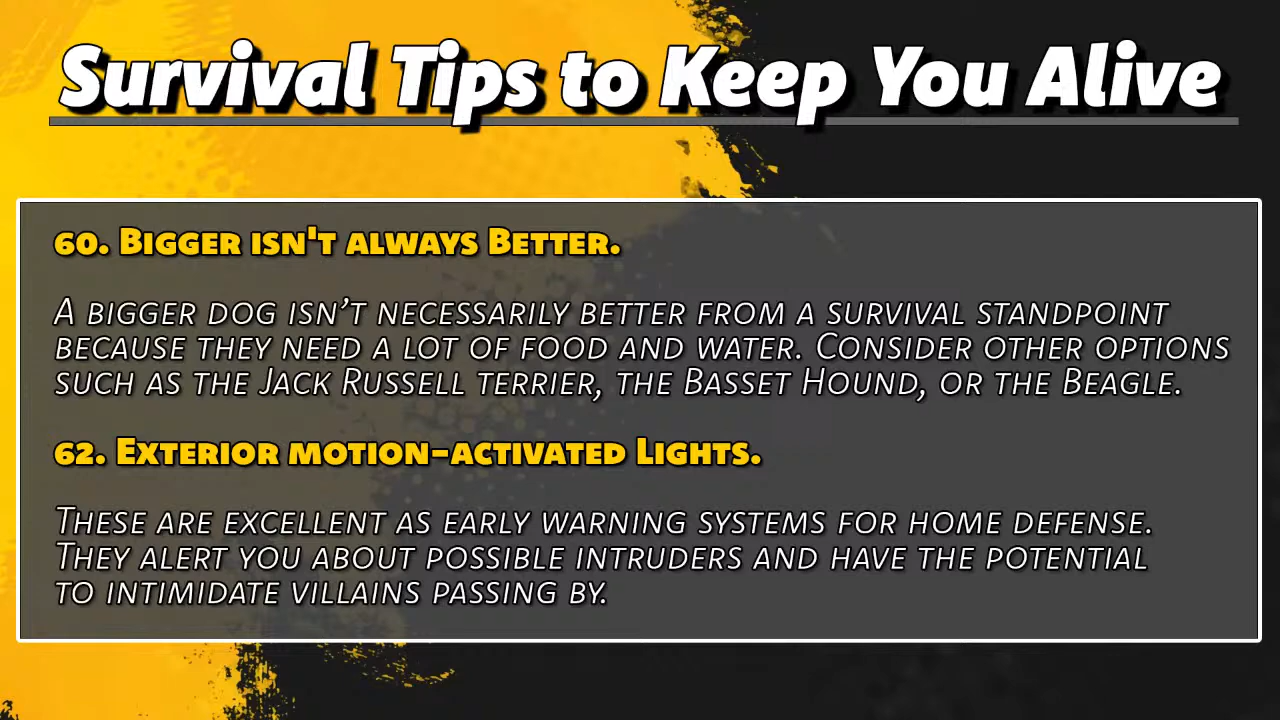 Survival Tips to Keep You Alive
60. Bigger isn't always Better.
A bigger dog isn’t necessarily better from a survival standpoint
because they need a lot of food and water. Consider other options
such as the Jack Russell terrier, the Basset Hound, or the Beagle.
62. Exterior motion-activated Lights.
These are excellent as early warning systems for home defense.
They alert you about possible intruders and have the potential
to intimidate villains passing by.